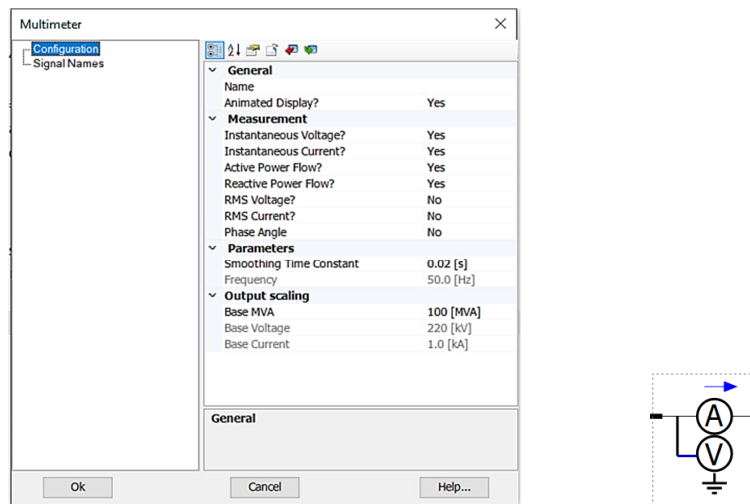 Multimeter
Configuration
Signal Names
General
Name
Animated Display? Yes
Measurement
Instantaneous Voltage? Yes
Instantaneous Current? Yes
Active Power Flow? Yes
Reactive Power Flow? Yes
RMS Voltage? No
RMS Current? No
Phase Angle No
Parameters
Smoothing Time Constant 0.02 [s]
Frequency 50.0 [Hz]
Output scaling
Base MVA 100 [MVA]
Base Voltage 220 [kV]
Base Current 1.0 [kA]
General
Ok Cancel Help...
A
V